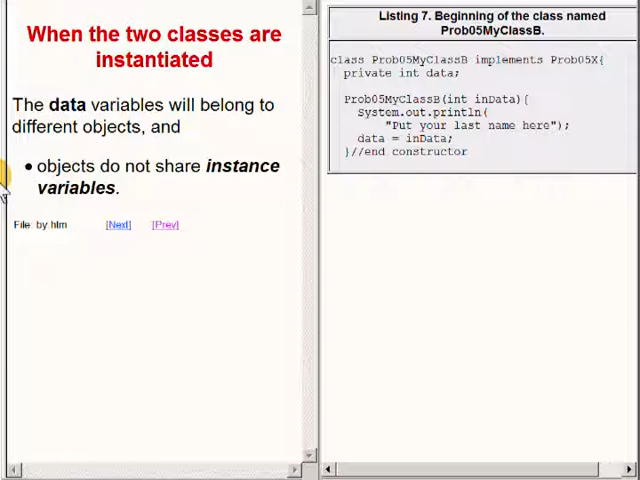 When the two classes are
instantiated
The data variables will belong to
different objects, and
• objects do not share instance
variables.
File: by.htm [Next] [Prev]
Listing 7. Beginning of the class named
Prob05MyClassB.
class Prob05MyClassB implements Prob05X{
private int data;
Prob05MyClassB(int inData){
System.out.println(
"Put your last name here");
data = inData;
}//end constructor